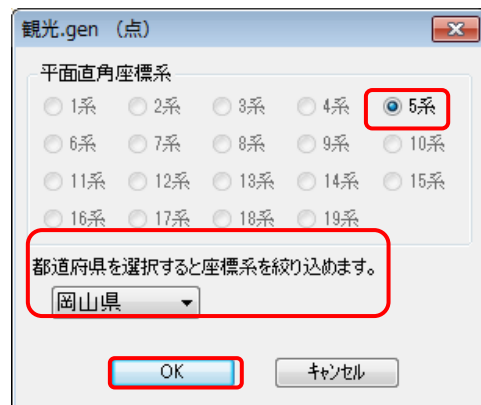 観光.gen （点）
平面直角座標系
1系 2系 3系 4系 5系
6系 7系 8系 9系 10系
11系 12系 13系 14系 15系
16系 17系 18系 19系
都道府県を選択すると座標系を絞り込めます。
岡山県
OK キャンセル